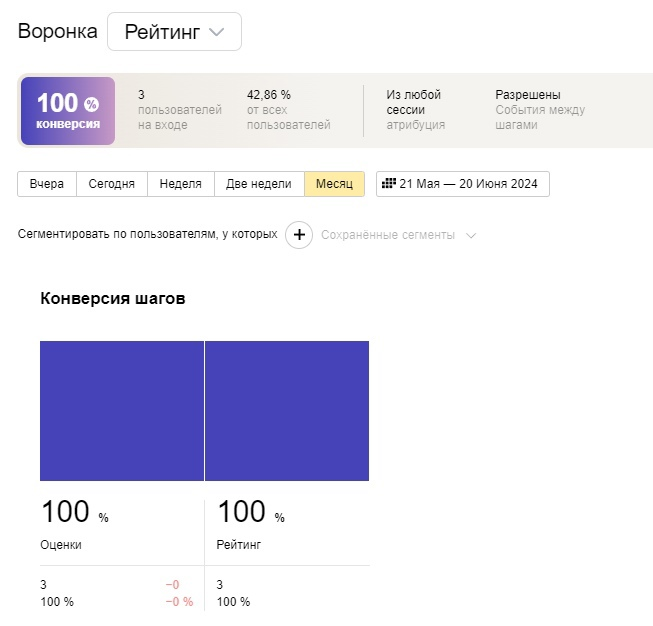 Воронка Рейтинг
100 %
конверсия
3
пользователей
на входе
42,86 %
от всех
пользователей
Из любой
сессии
атрибуция
Разрешены
События между
шагами
Вчера Сегодня Неделя Две недели Месяц 21 Мая — 20 Июня 2024
Сегментировать по пользователям, у которых + Сохранённые сегменты
Конверсия шагов
100 % 100 %
Оценки Рейтинг
3 −0 3
100 % −0 % 100 %